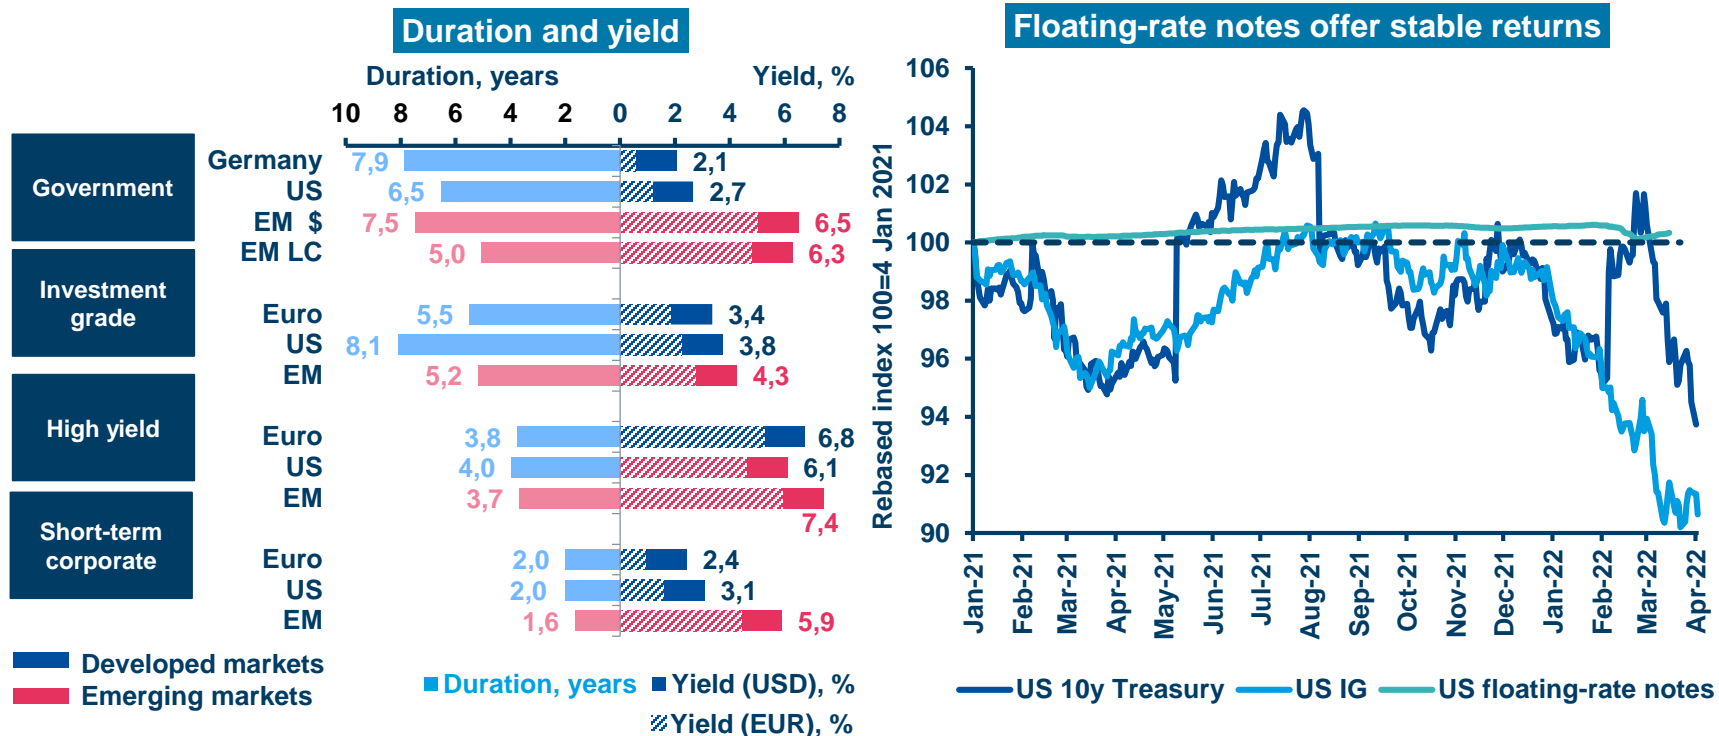 Duration and yield
Duration, years Yield, %
10 8 6 4 2 0 2 4 6 8
Government
Germany 7,9 2,1
US 6,5 2,7
EM $ 7,5 6,5
EM LC 5,0 6,3
Investment
grade
Euro 5,5 3,4
US 8,1 3,8
EM 5,2 4,3
High yield
Euro 3,8 6,8
US 4,0 6,1
EM 3,7 7,4
Short-term
corporate
Euro 2,0 2,4
US 2,0 3,1
EM 1,6 5,9
Developed markets
Emerging markets
Duration, years Yield (USD), %
Yield (EUR), %
Floating-rate notes offer stable returns
Rebased index 100=4 Jan 2021
106
104
102
100
98
96
94
92
90
Jan-21
Feb-21
Mar-21
Apr-21
May-21
Jun-21
Jul-21
Aug-21
Sep-21
Oct-21
Nov-21
Dec-21
Jan-22
Feb-22
Mar-22
Apr-22
US 10y Treasury US IG US floating-rate notes